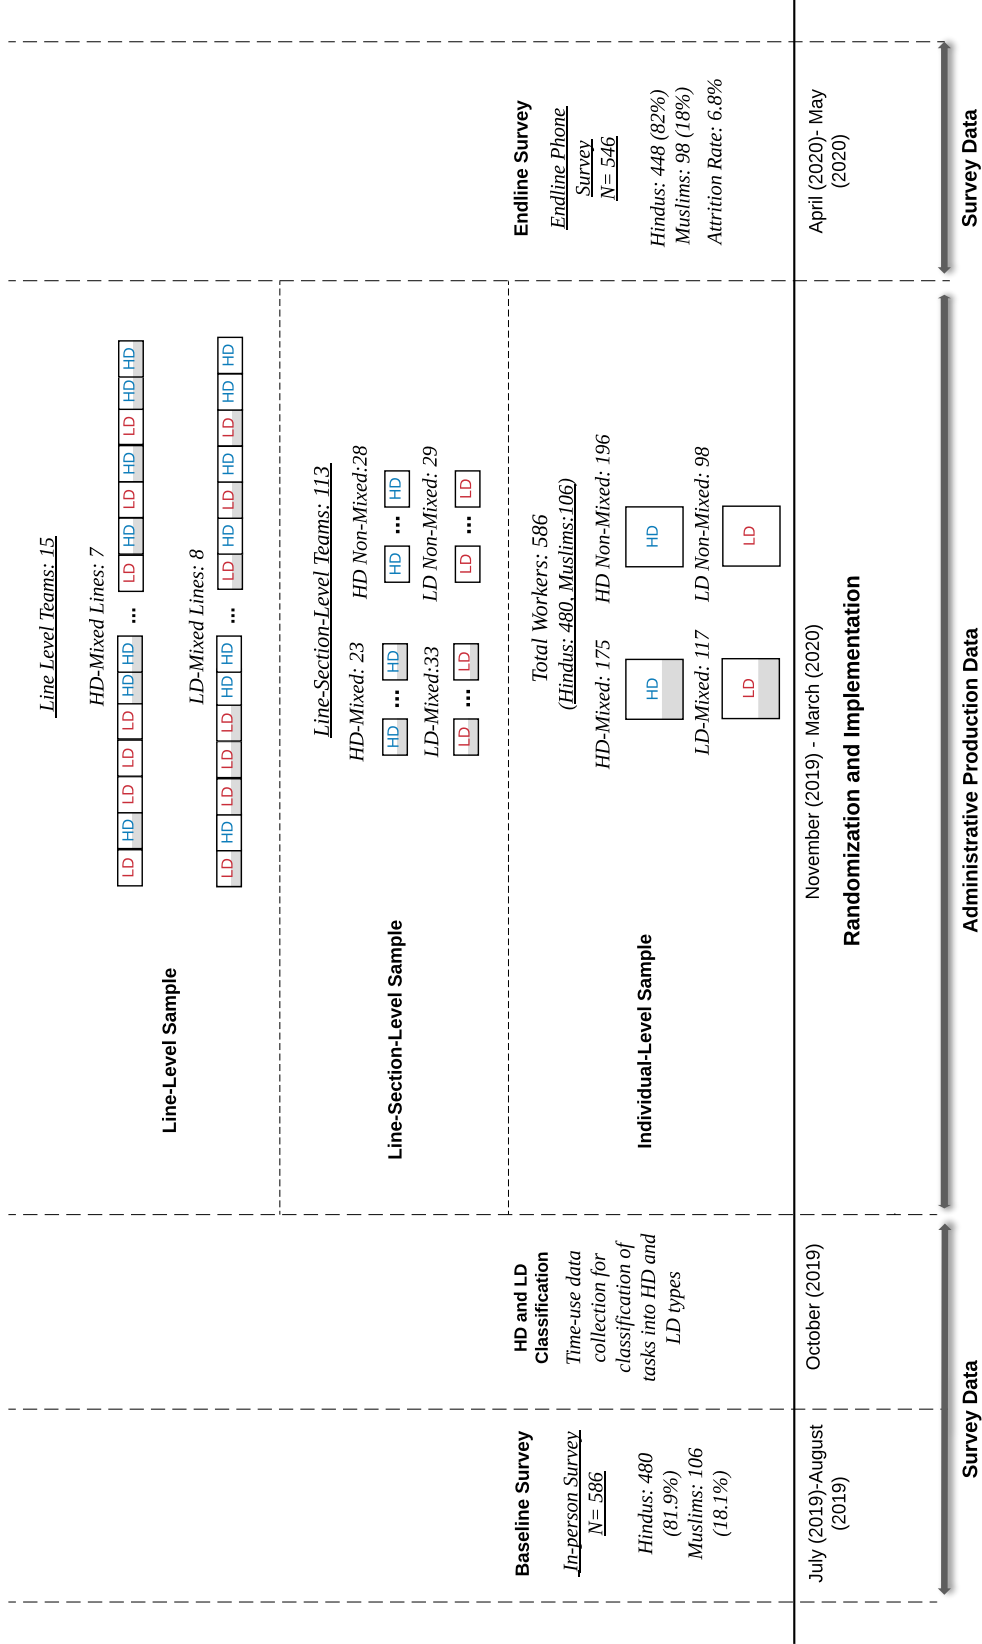 Baseline Survey
In-person Survey
N= 586
Hindus: 480
(81.9%)
Muslims: 106
(18.1%)
HD and LD
Classification
Time-use data
collection for
classification of
tasks into HD and
LD types
Line-Level Sample
Line Level Teams: 15
HD-Mixed Lines: 7
LD HD LD LD LD HD HD ... LD HD LD HD LD HD HD
LD-Mixed Lines: 8
LD HD LD LD LD HD HD ... LD HD LD HD LD HD HD
Line-Section-Level Sample
Line-Section-Level Teams: 113
HD-Mixed: 23 HD Non-Mixed:28
HD ... HD HD ... HD
LD-Mixed:33 LD Non-Mixed: 29
LD ... LD LD ... LD
Individual-Level Sample
Total Workers: 586
(Hindus: 480, Muslims:106)
HD-Mixed: 175 HD Non-Mixed: 196
HD HD
LD-Mixed: 117 LD Non-Mixed: 98
LD LD
Endline Survey
Endline Phone
Survey
N= 546
Hindus: 448 (82%)
Muslims: 98 (18%)
Attrition Rate: 6.8%
July (2019)-August
(2019)
October (2019)
November (2019) - March (2020)
Randomization and Implementation
April (2020)- May
(2020)
Survey Data
Administrative Production Data
Survey Data